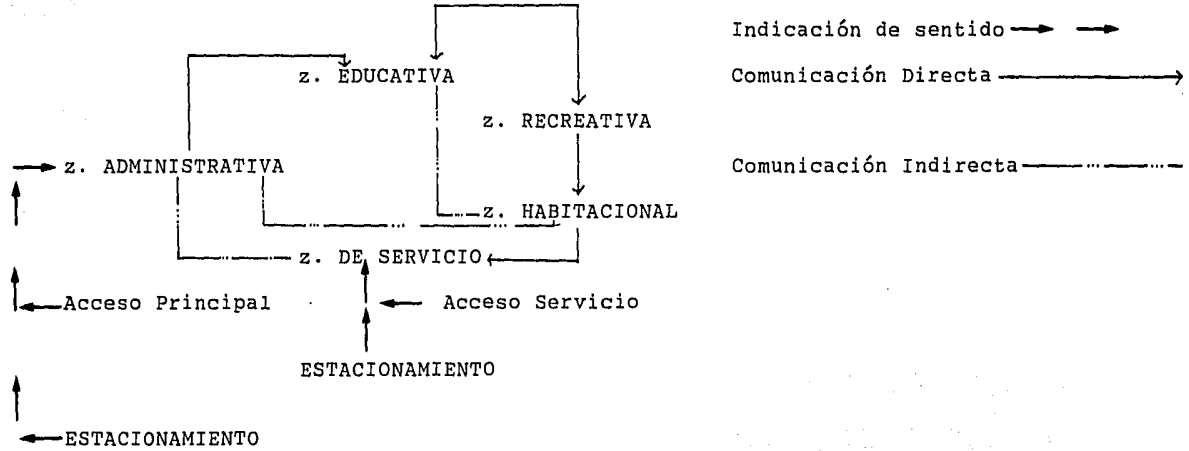 Indicación de sentido
z. EDUCATIVA
Comunicación Directa
z. RECREATIVA
z. ADMINISTRATIVA
Comunicación Indirecta
z. HABITACIONAL
z. DE SERVICIO
Acceso Principal
Acceso Servicio
ESTACIONAMIENTO
ESTACIONAMIENTO